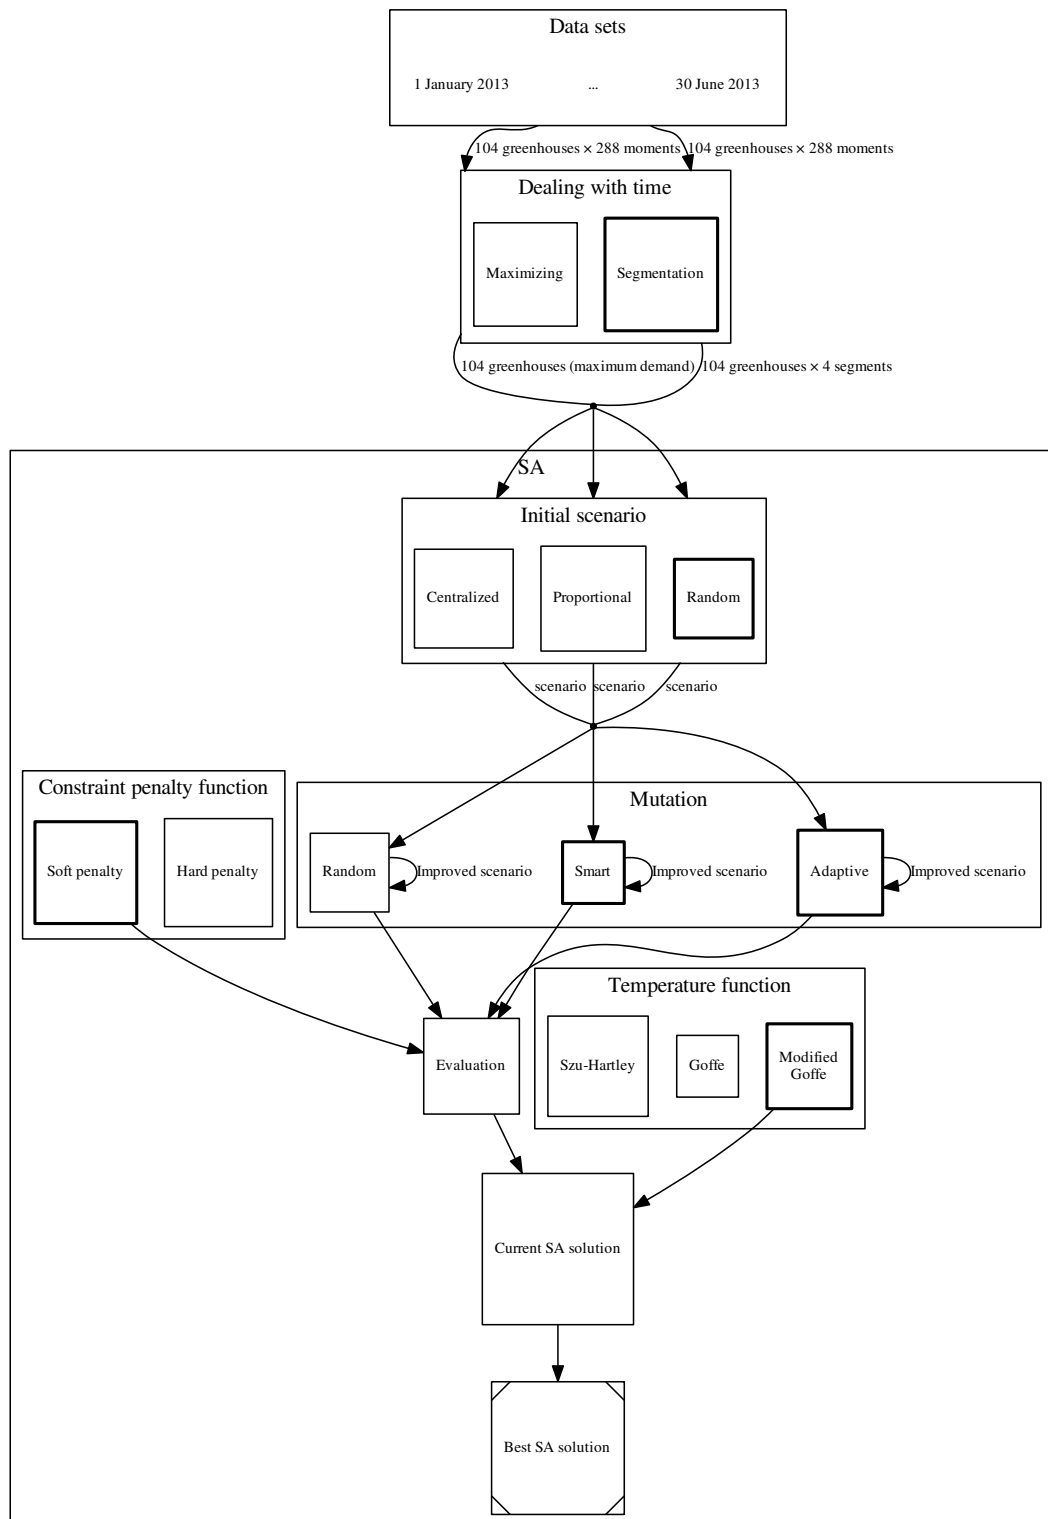 Data sets
1 January 2013 ... 30 June 2013
104 greenhouses × 288 moments 104 greenhouses × 288 moments
Dealing with time
Maximizing Segmentation
104 greenhouses (maximum demand) 104 greenhouses × 4 segments
SA
Initial scenario
Centralized Proportional Random
scenario scenario scenario
Constraint penalty function
Soft penalty Hard penalty
Mutation
Random Improved scenario Smart Improved scenario Adaptive Improved scenario
Temperature function
Szu-Hartley Goffe Modified
Goffe
Evaluation
Current SA solution
Best SA solution